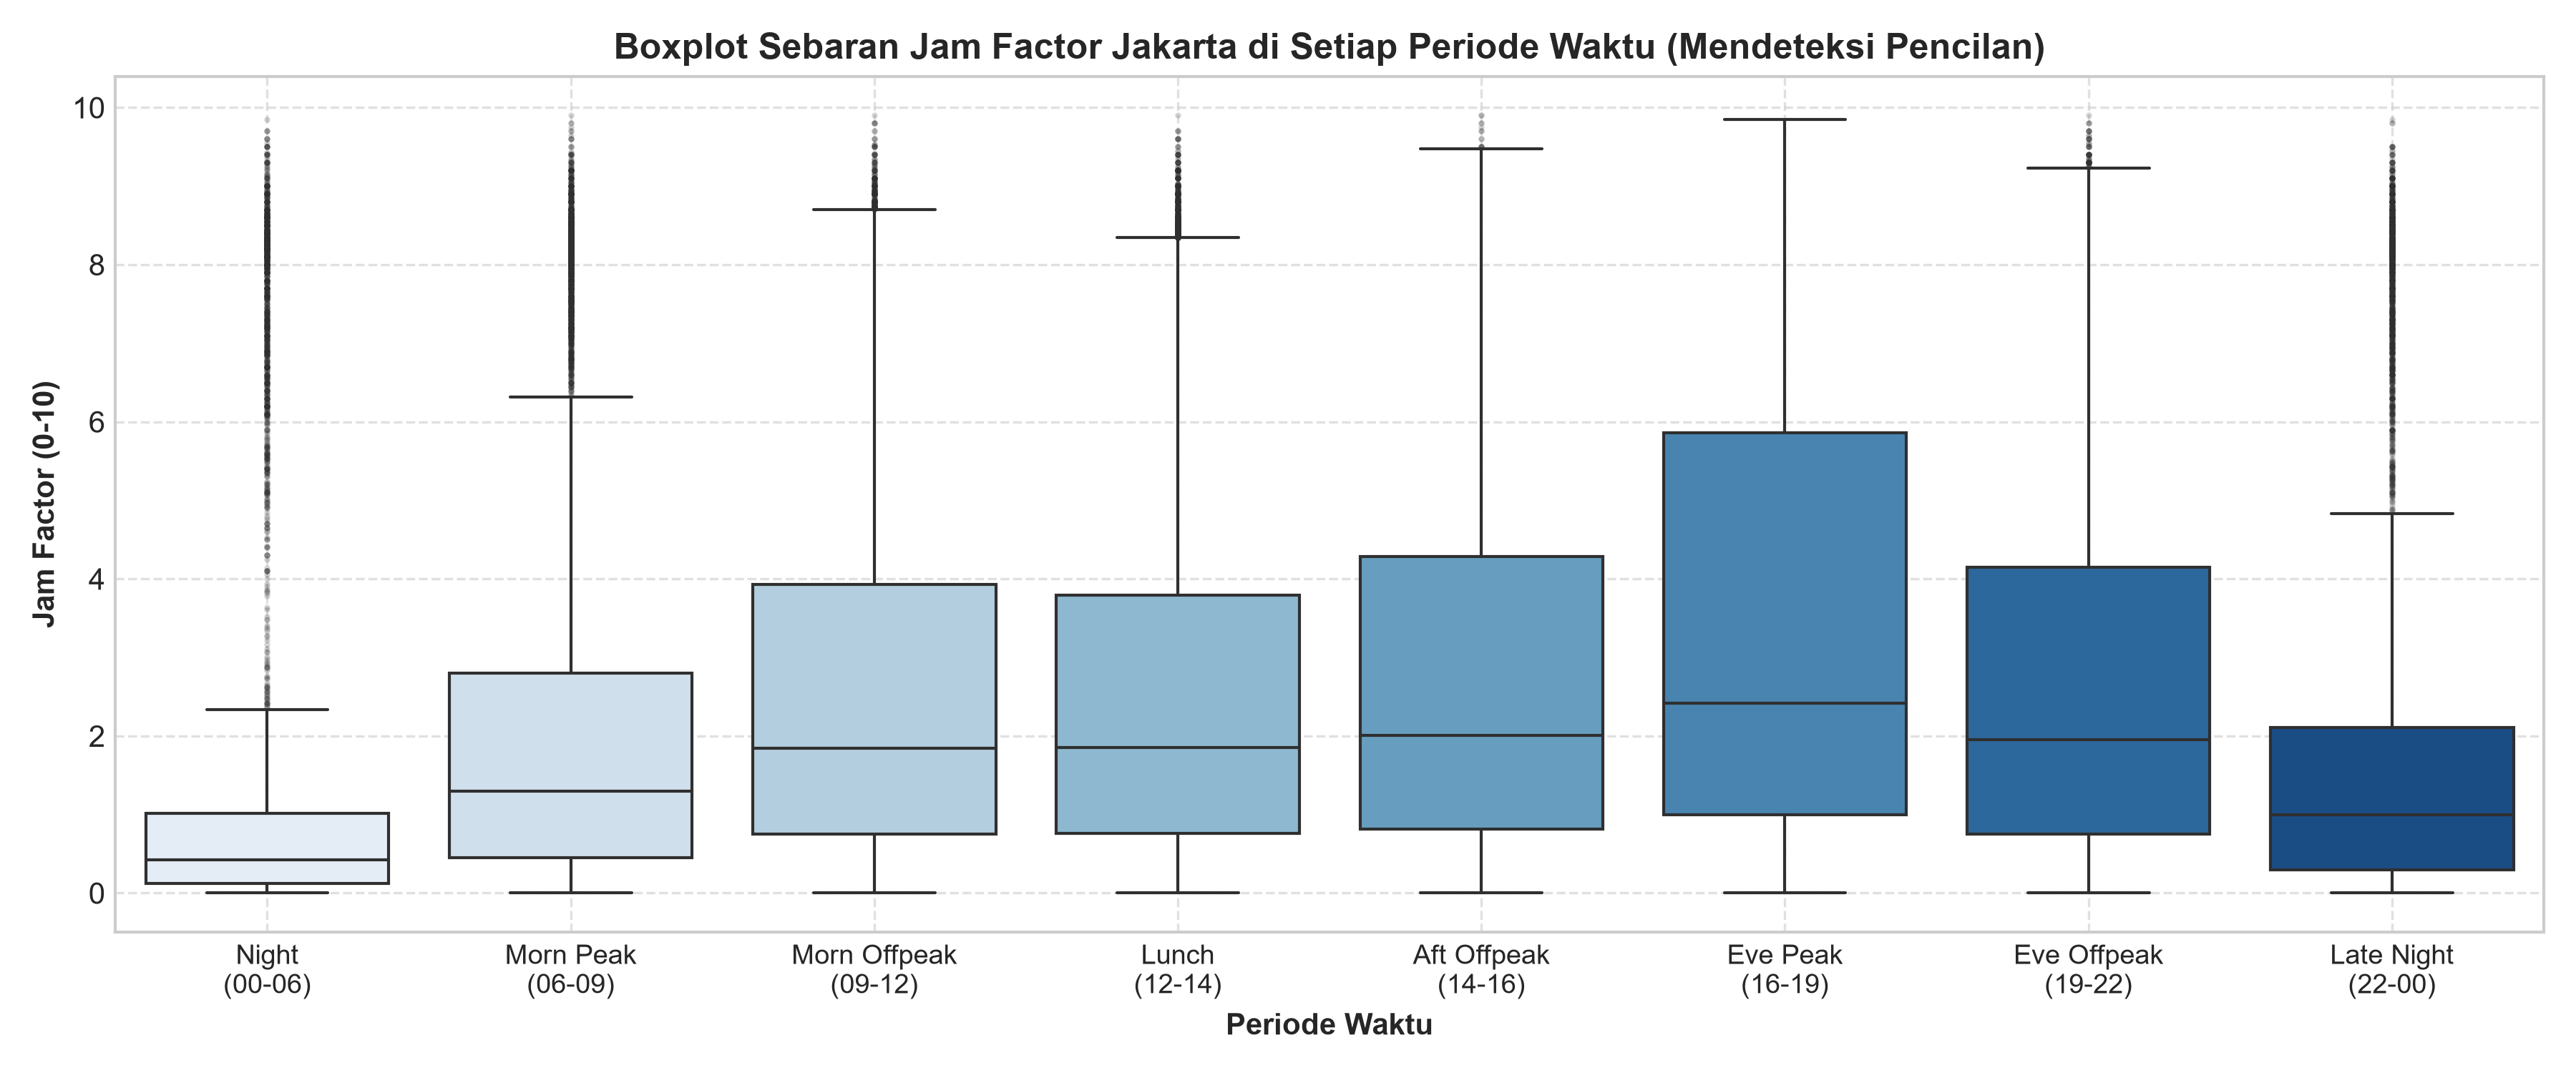 Boxplot Sebaran Jam Factor Jakarta di Setiap Periode Waktu (Mendeteksi Pencilan)
Jam Factor (0-10)
10
8
6
4
2
0
Night Morn Peak Morn Offpeak Lunch Aft Offpeak Eve Peak Eve Offpeak Late Night
(00-06) (06-09) (09-12) (12-14) (14-16) (16-19) (19-22) (22-00)
Periode Waktu